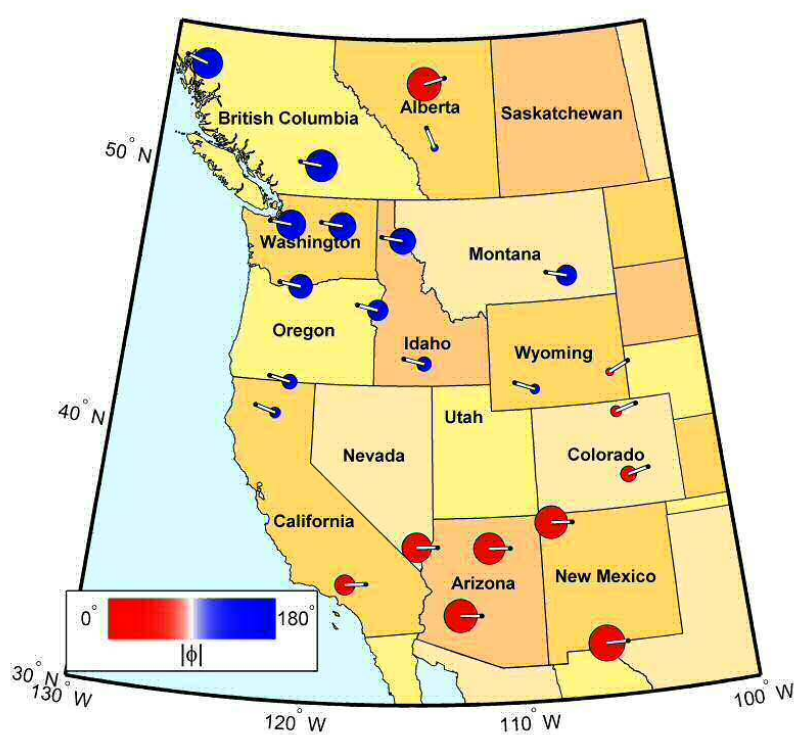 Alberta
Saskatchewan
British Columbia
50° N
Washington
Montana
Oregon
Idaho
Wyoming
40° N
Utah
Nevada
Colorado
California
Arizona
New Mexico
0°
180°
|ϕ|
30° N
130° W
120° W
110° W
100° W